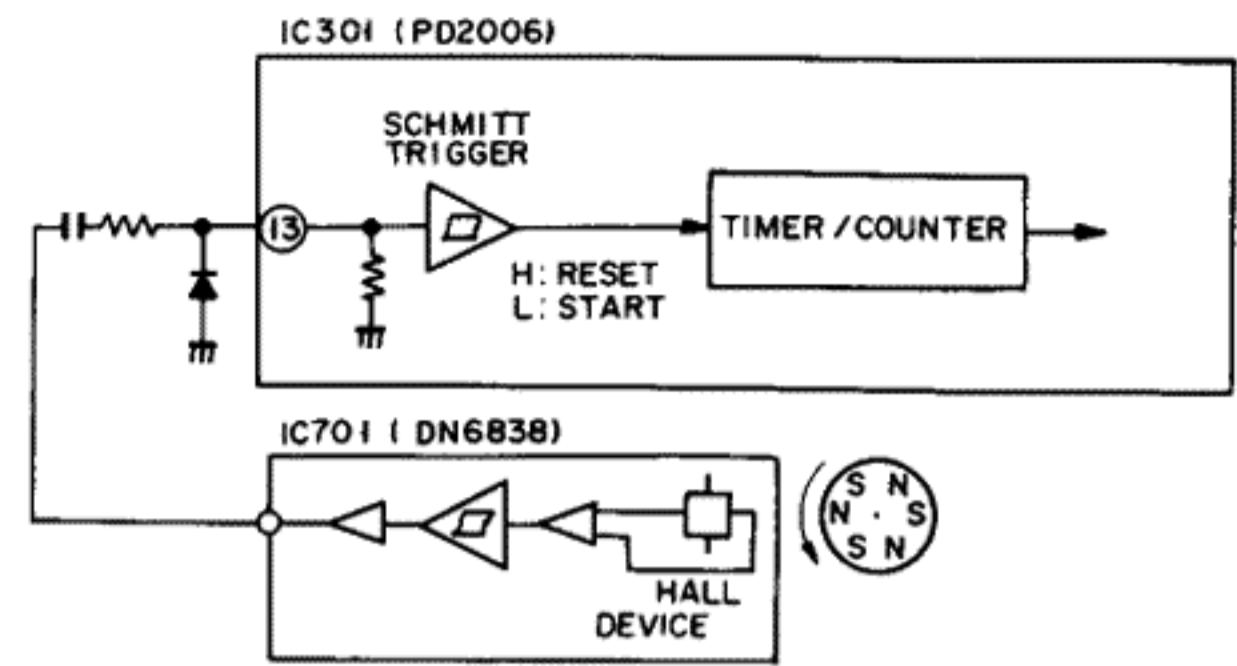 IC301 (PD2006)
SCHMITT
TRIGGER
13
TIMER/COUNTER
H: RESET
L: START
IC701 (DN6838)
S N
N S
S N
HALL
DEVICE